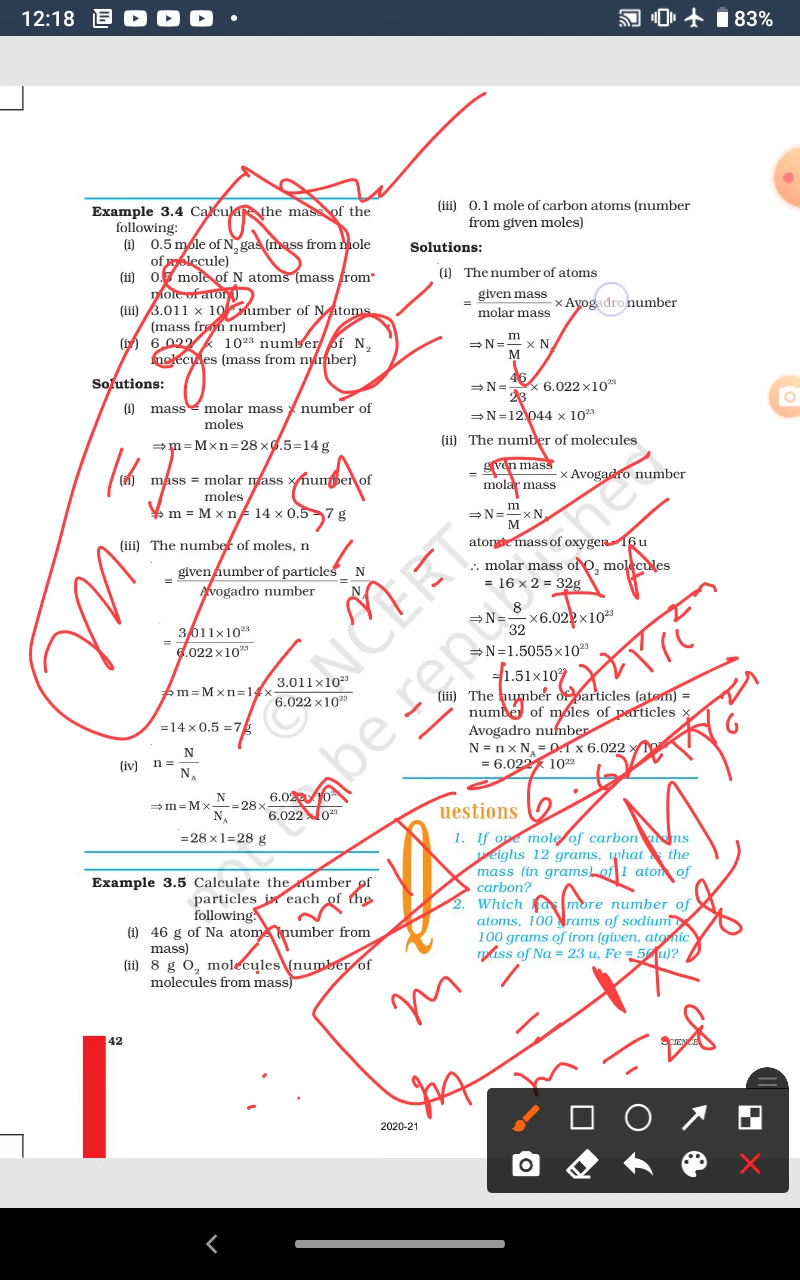 12:18
83%
Example 3.4 Calculate the mass of the
following:
(i) 0.5 mole of N2 gas (mass from mole
of molecule)
(ii) 0.5 mole of N atoms (mass from
mole of atom)
(iii) 3.011 × 10²³ number of N atoms
(mass from number)
(iv) 6.022 × 10²³ number of N2
molecules (mass from number)
Solutions:
(i) mass = molar mass × number of
moles
⇒ m = M × n = 28 × 0.5 = 14 g
(ii) mass = molar mass × number of
moles
⇒ m = M × n = 14 × 0.5 = 7 g
(iii) The number of moles, n
= given number of particles / Avogadro number = N / NA
= 3.011×10²³ / 6.022×10²³
⇒ m = M × n = 14 × 3.011×10²³ / 6.022×10²³
= 14 × 0.5 = 7 g
(iv) n = N / NA
⇒ m = M × N / NA = 28 × 6.022×10²³ / 6.022×10²³
= 28 × 1 = 28 g
Example 3.5 Calculate the number of
particles in each of the
following:
(i) 46 g of Na atoms (number from
mass)
(ii) 8 g O2 molecules (number of
molecules from mass)
(iii) 0.1 mole of carbon atoms (number
from given moles)
Solutions:
(i) The number of atoms
= given mass / molar mass × Avogadro number
⇒ N = m / M × N
⇒ N = 46 / 23 × 6.022 × 10²³
⇒ N = 12.044 × 10²³
(ii) The number of molecules
= given mass / molar mass × Avogadro number
⇒ N = m / M × NA
atomic mass of oxygen = 16 u
∴ molar mass of O2 molecules
= 16 × 2 = 32g
⇒ N = 8 / 32 × 6.022 × 10²³
⇒ N = 1.5055 × 10²³
≈ 1.51 × 10²³
(iii) The number of particles (atom) =
number of moles of particles ×
Avogadro number
N = n × NA = 0.1 x 6.022 × 10²³
= 6.022 × 10²²
Questions
1. If one mole of carbon atoms
weighs 12 grams, what is the
mass (in grams) of 1 atom of
carbon?
2. Which has more number of
atoms, 100 grams of sodium or
100 grams of iron (given, atomic
mass of Na = 23 u, Fe = 56 u)?
© NCERT
not to be republished
m = 28
42
SCIENCE
2020-21